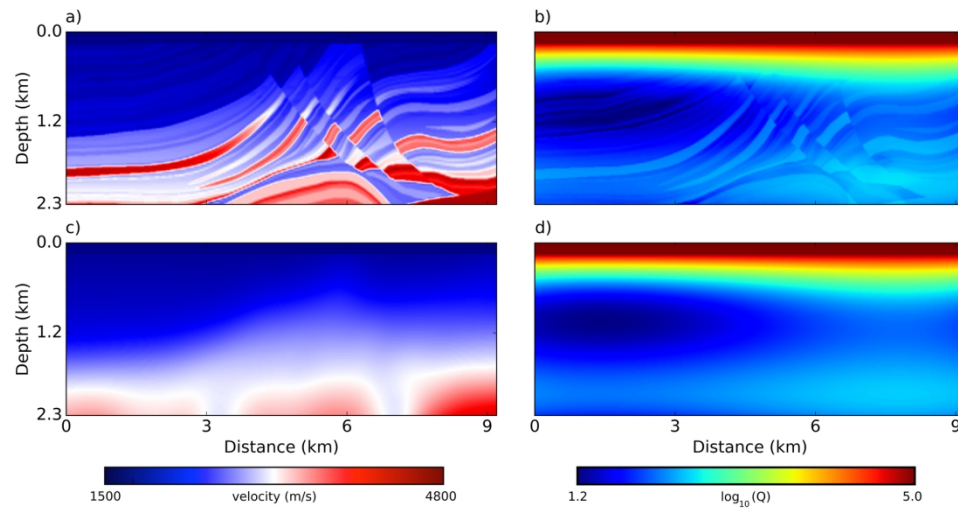 a)
b)
0.0
Depth (km)
1.2
2.3
c)
d)
0.0
Depth (km)
1.2
2.3
0 3 6 9
0 3 6 9
Distance (km)
Distance (km)
1500 velocity (m/s) 4800
1.2 log10(Q) 5.0